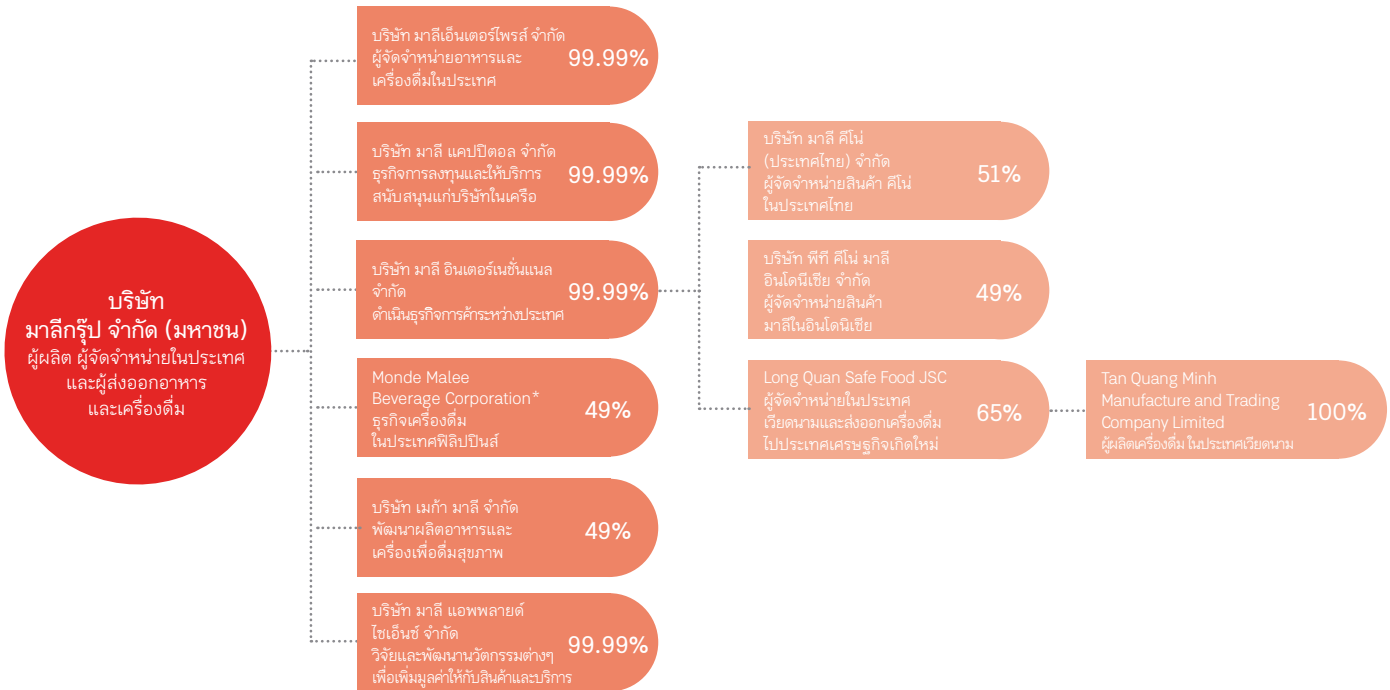 บริษัท
มาลีกรุ๊ป จำกัด (มหาชน)
ผู้ผลิต ผู้จัดจำหน่ายในประเทศ
และผู้ส่งออกอาหาร
และเครื่องดื่ม
บริษัท มาลีเอ็นเตอร์ไพรส์ จำกัด
ผู้จัดจำหน่ายอาหารและ
เครื่องดื่มในประเทศ
99.99%
บริษัท มาลี แคปปิตอล จำกัด
ธุรกิจการลงทุนและให้บริการ
สนับสนุนแก่บริษัทในเครือ
99.99%
บริษัท มาลี อินเตอร์เนชั่นแนล
จำกัด
ดำเนินธุรกิจการค้าระหว่างประเทศ
99.99%
Monde Malee
Beverage Corporation*
ธุรกิจเครื่องดื่ม
ในประเทศฟิลิปปินส์
49%
บริษัท เมก้า มาลี จำกัด
พัฒนาผลิตอาหารและ
เครื่องเพื่อดื่มสุขภาพ
49%
บริษัท มาลี แอพพลายด์
ไซเอ็นซ์ จำกัด
วิจัยและพัฒนานวัตกรรมต่างๆ
เพื่อเพิ่มมูลค่าให้กับสินค้าและบริการ
99.99%
บริษัท มาลี คีโน่
(ประเทศไทย) จำกัด
ผู้จัดจำหน่ายสินค้า คีโน่
ในประเทศไทย
51%
บริษัท พีที คีโน่ มาลี
อินโดนีเซีย จำกัด
ผู้จัดจำหน่ายสินค้า
มาลีในอินโดนิเซีย
49%
Long Quan Safe Food JSC
ผู้จัดจำหน่ายในประเทศ
เวียดนามและส่งออกเครื่องดื่ม
ไปประเทศเศรษฐกิจเกิดใหม่
65%
Tan Quang Minh
Manufacture and Trading
Company Limited
ผู้ผลิตเครื่องดื่ม ในประเทศเวียดนาม
100%